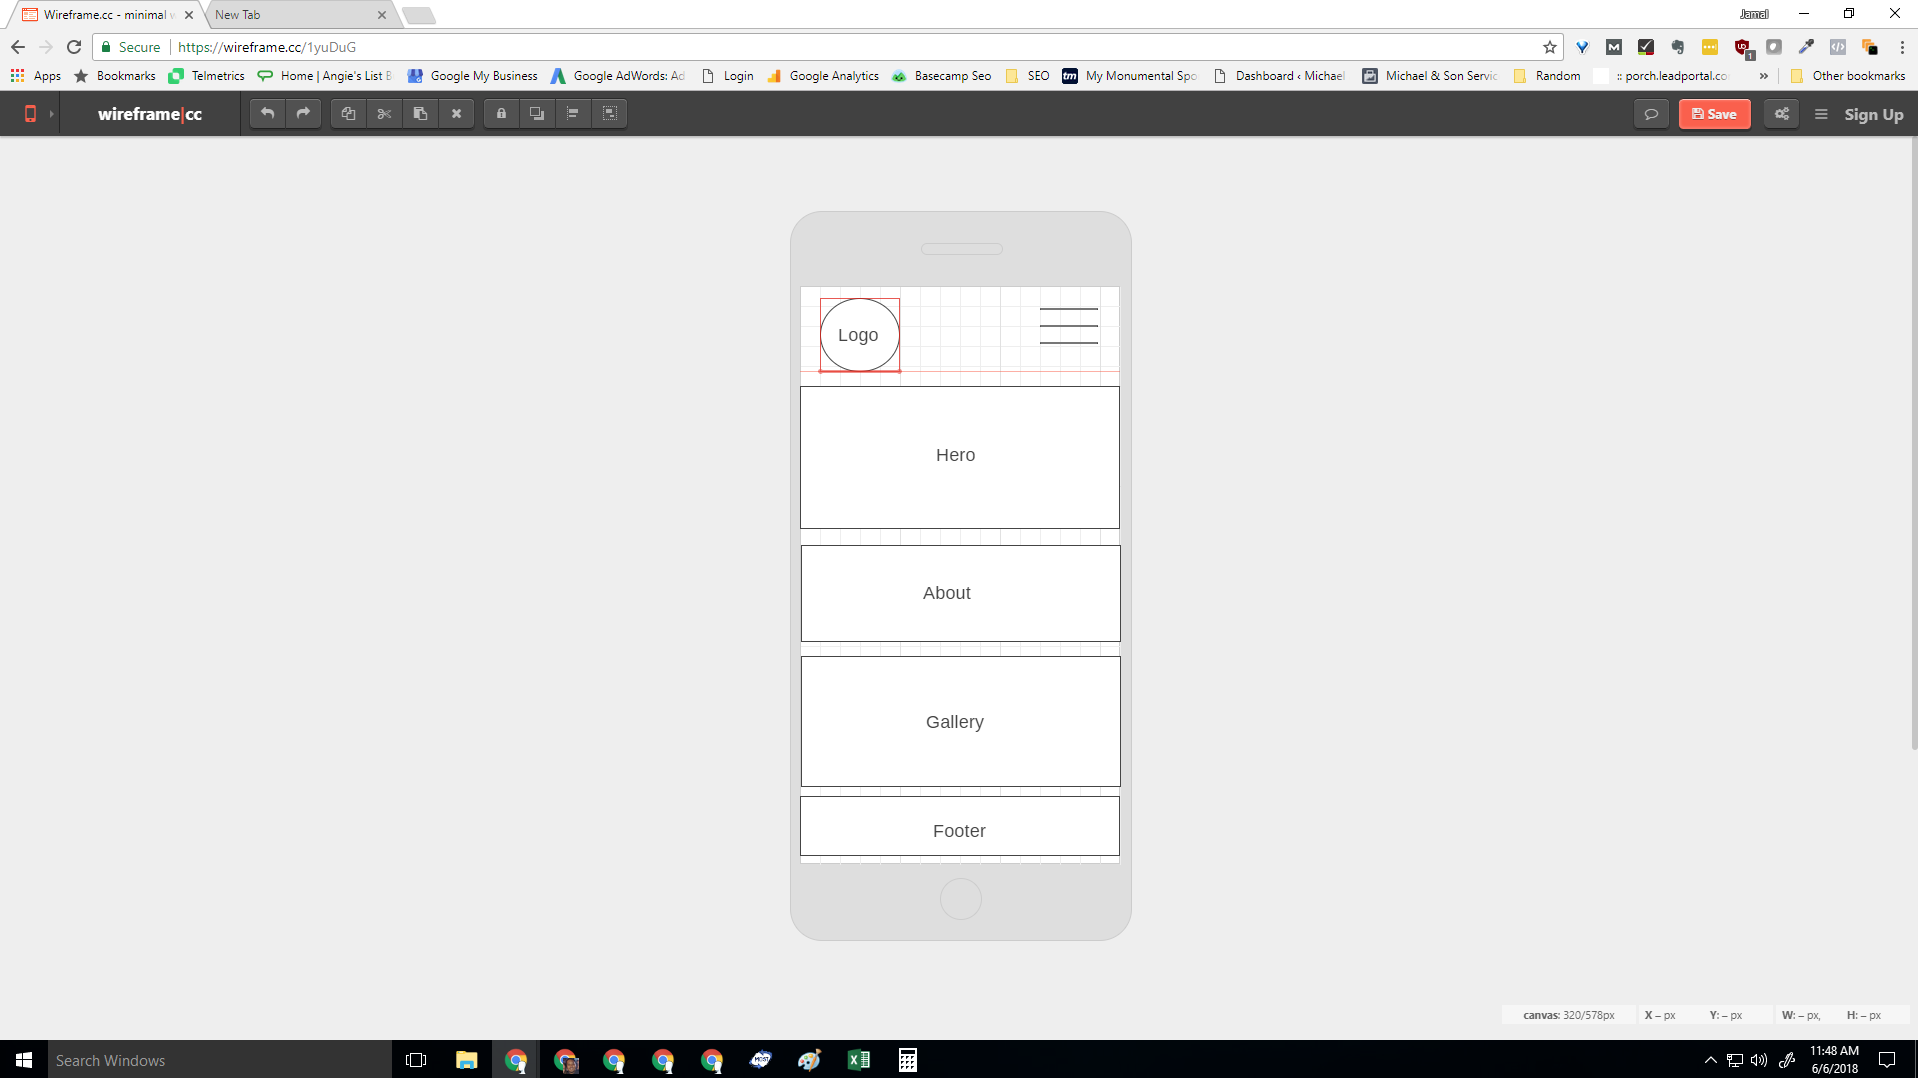 Wireframe.cc - minimal w
New Tab
Jamal
Secure
https://wireframe.cc/1yuDuG
Apps
Bookmarks
Telmetrics
Home | Angie's List B
Google My Business
Google AdWords: Ad
Login
Google Analytics
Basecamp Seo
SEO
tm
My Monumental Spo
Dashboard ‹ Michael
Michael & Son Servic
Random
:: porch.leadportal.co
»
Other bookmarks
wireframe|cc
Save
Sign Up
Logo
Hero
About
Gallery
Footer
canvas: 320/578px
X – px
Y: – px
W: – px,
H: – px
Search Windows
11:48 AM
6/6/2018